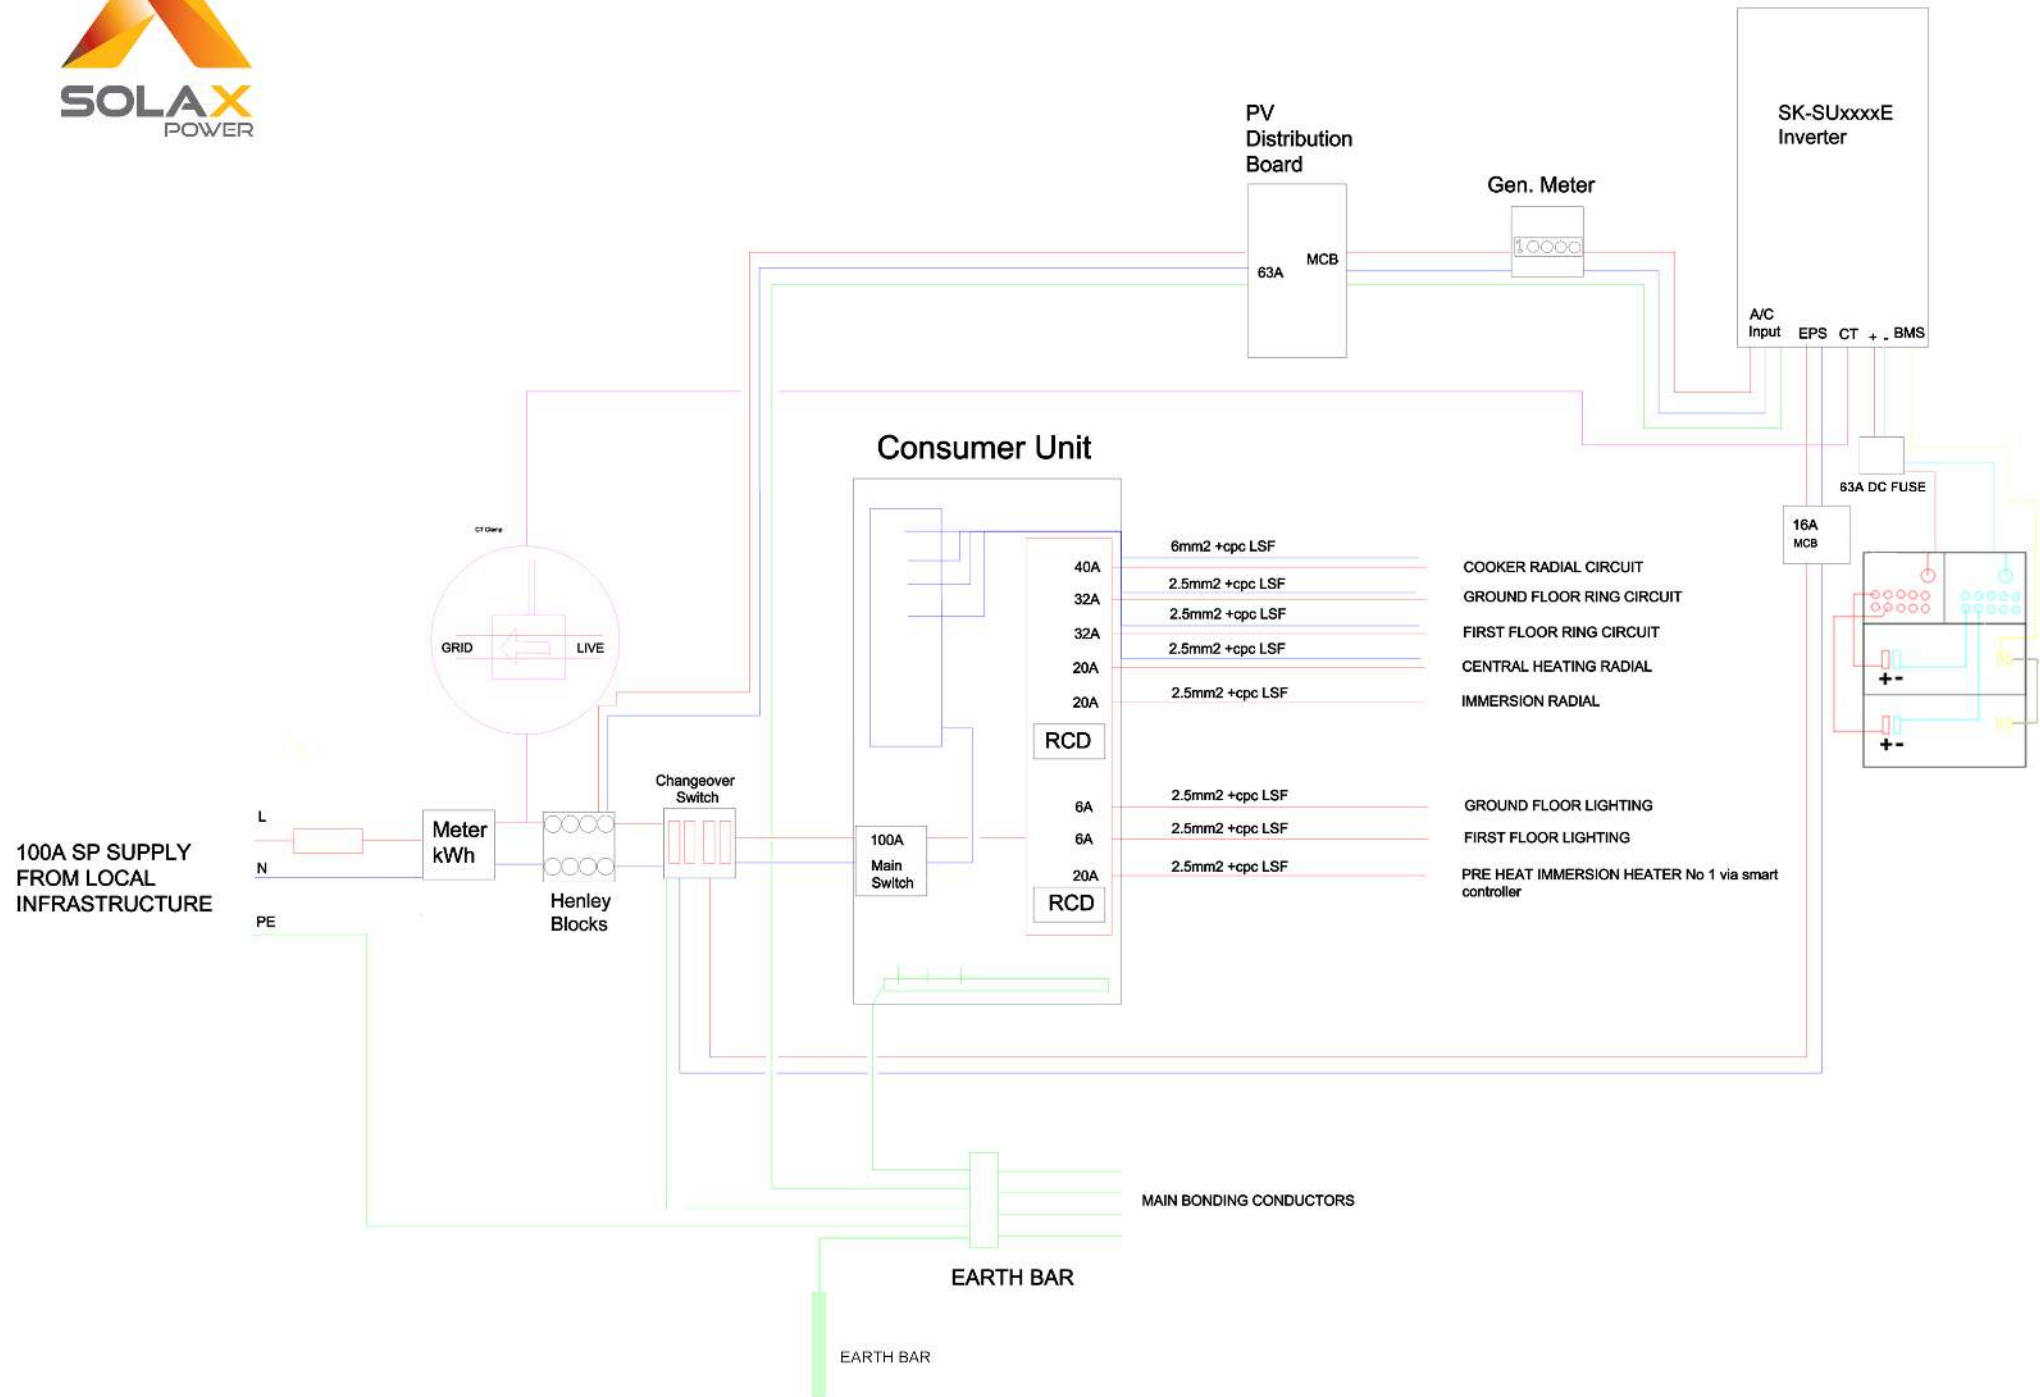 SOLAX
POWER
PV
Distribution
Board
63A
MCB
Gen. Meter
SK-SUxxxxE
Inverter
A/C
Input
EPS
CT
+
-
BMS
63A DC FUSE
16A
MCB
+-
+-
CT Clamp
GRID
LIVE
Consumer Unit
40A
32A
32A
20A
20A
RCD
6A
6A
20A
RCD
100A
Main
Switch
6mm2 +cpc LSF
COOKER RADIAL CIRCUIT
2.5mm2 +cpc LSF
GROUND FLOOR RING CIRCUIT
2.5mm2 +cpc LSF
FIRST FLOOR RING CIRCUIT
2.5mm2 +cpc LSF
CENTRAL HEATING RADIAL
2.5mm2 +cpc LSF
IMMERSION RADIAL
2.5mm2 +cpc LSF
GROUND FLOOR LIGHTING
2.5mm2 +cpc LSF
FIRST FLOOR LIGHTING
2.5mm2 +cpc LSF
PRE HEAT IMMERSION HEATER No 1 via smart
controller
100A SP SUPPLY
FROM LOCAL
INFRASTRUCTURE
L
N
PE
Meter
kWh
Henley
Blocks
Changeover
Switch
MAIN BONDING CONDUCTORS
EARTH BAR
EARTH BAR